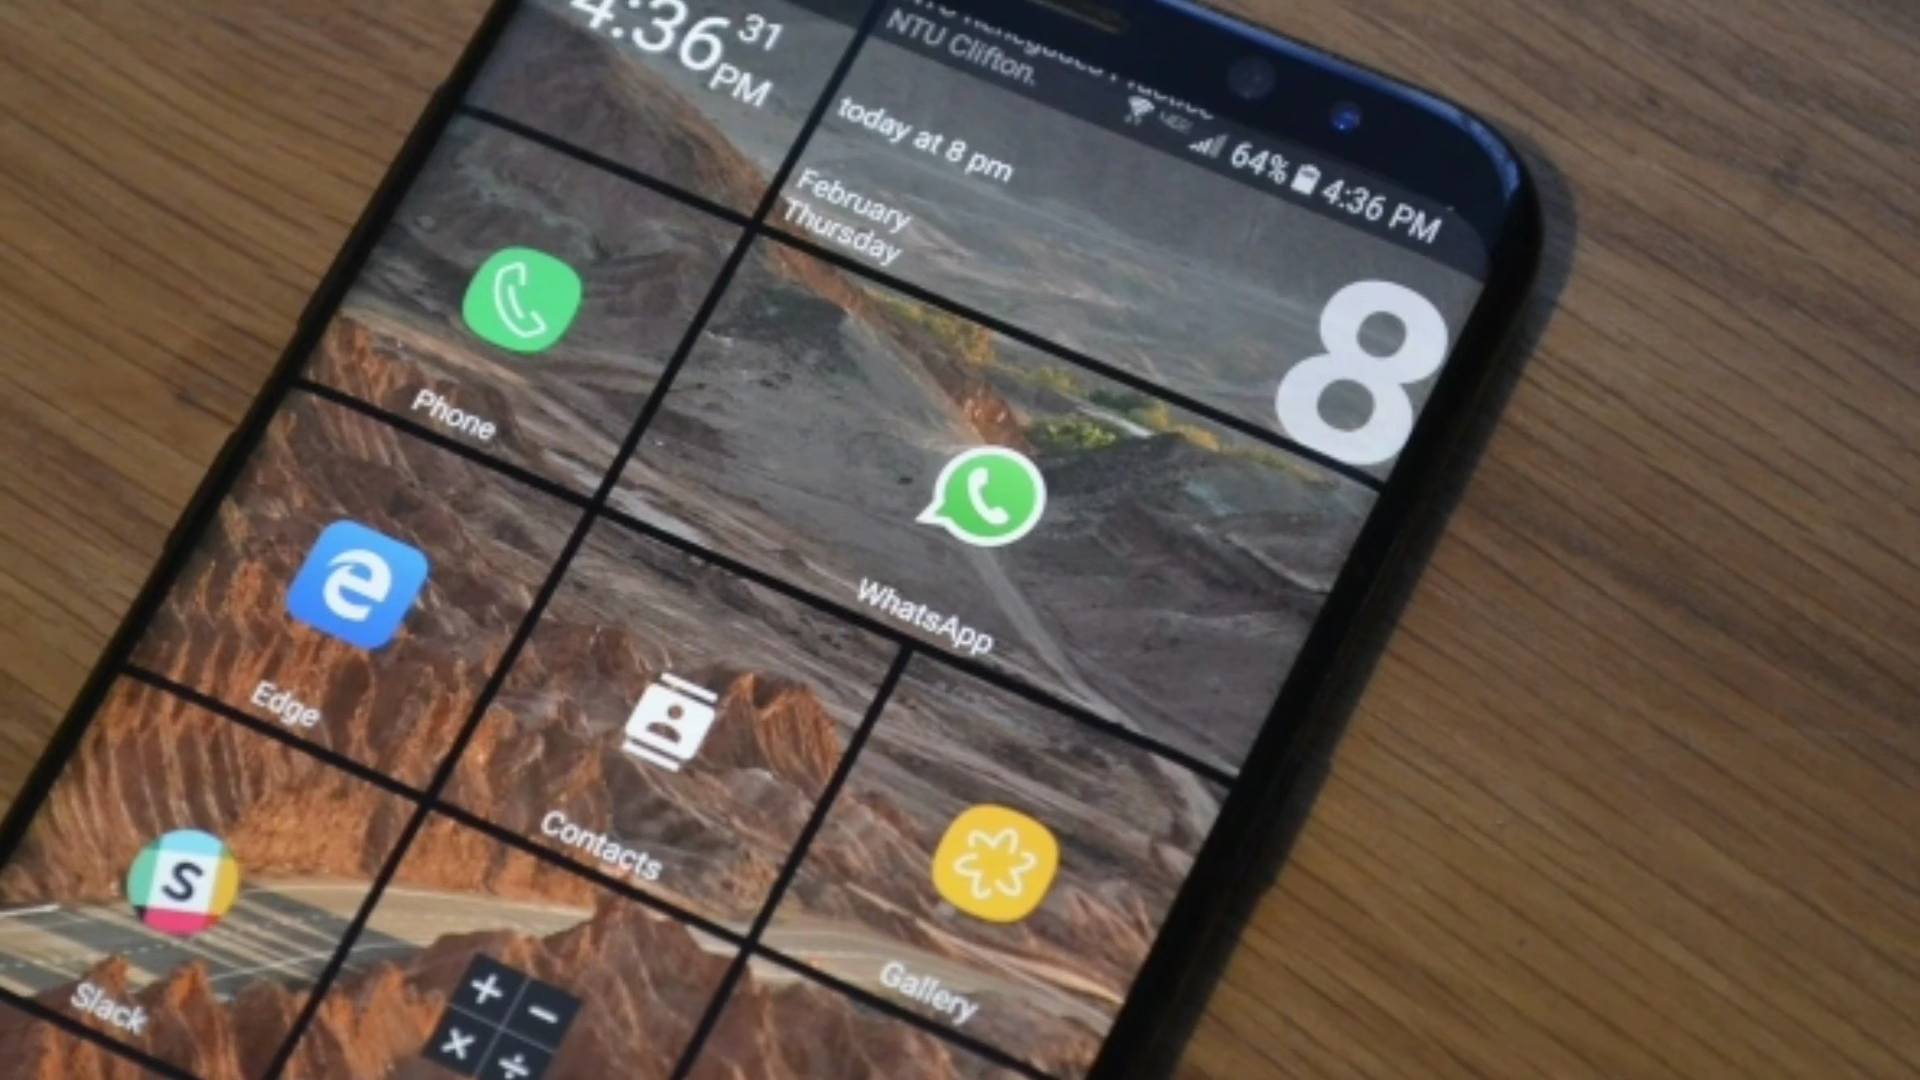 4:36 31
PM
NTU Clifton.
today at 8 pm
February
Thursday
8
64% 4:36 PM
Phone
WhatsApp
Edge
Contacts
Gallery
Slack